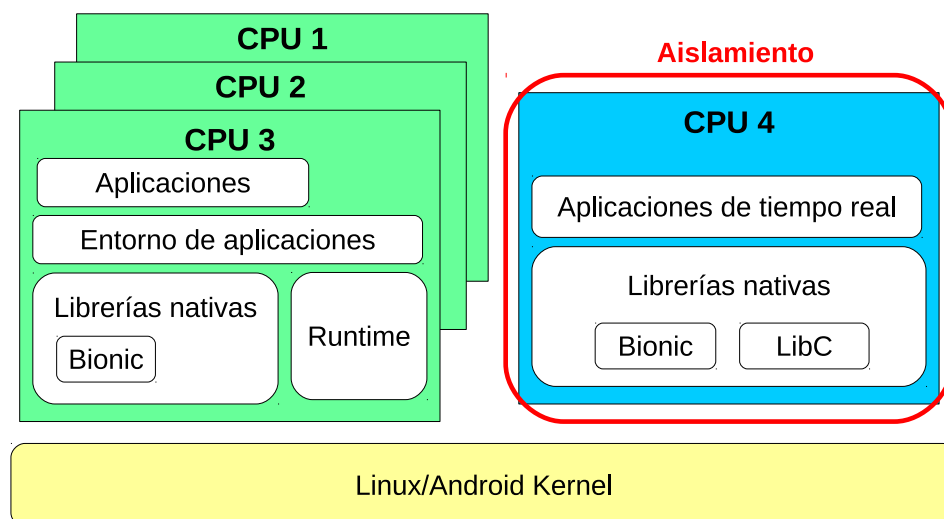 CPU 1
CPU 2
CPU 3
Aplicaciones
Entorno de aplicaciones
Librerías nativas
Bionic
Runtime
Aislamiento
CPU 4
Aplicaciones de tiempo real
Librerías nativas
Bionic
LibC
Linux/Android Kernel